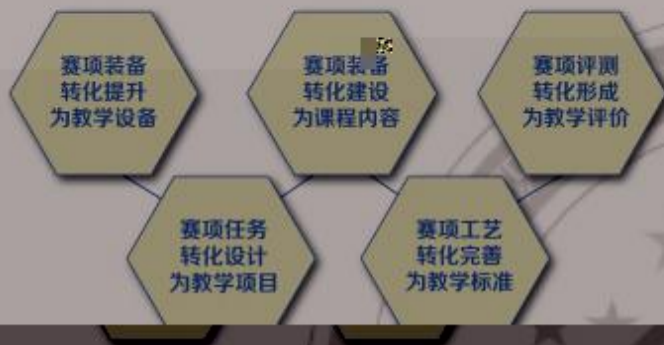 赛项装备
转化提升
为教学设备
赛项装备
转化建设
为课程内容
赛项评测
转化形成
为教学评价
赛项任务
转化设计
为教学项目
赛项工艺
转化完善
为教学标准